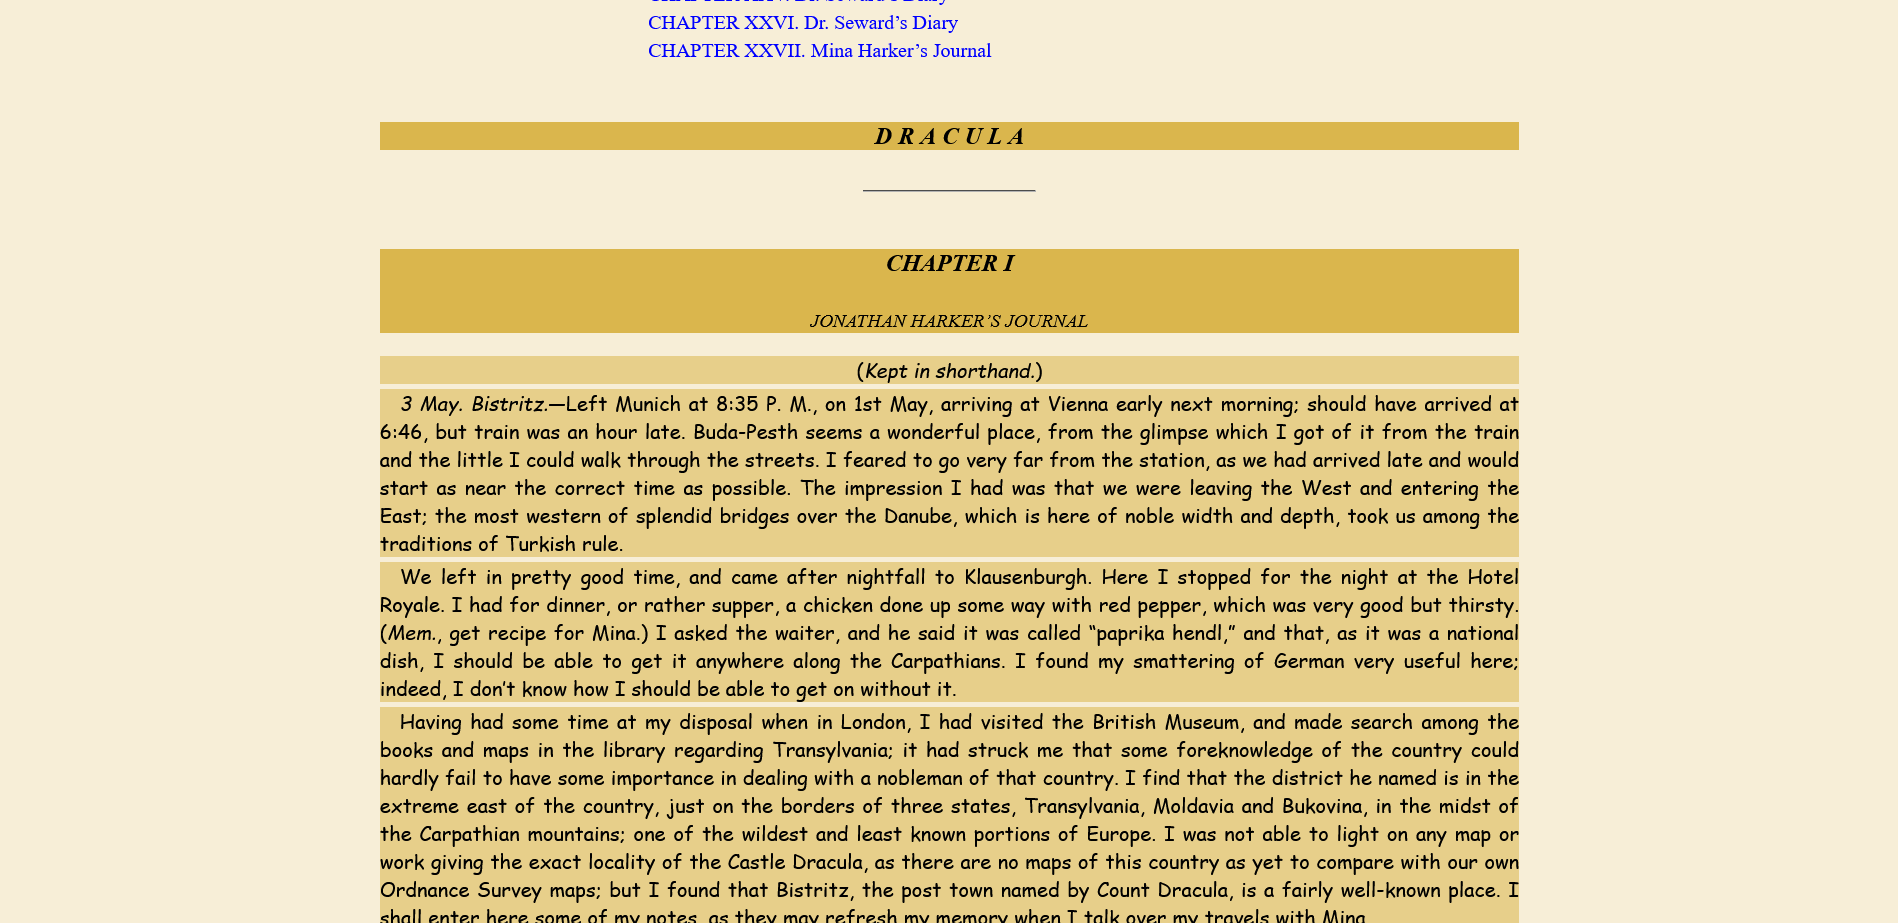 CHAPTER XXVI. Dr. Seward’s Diary
CHAPTER XXVII. Mina Harker’s Journal
D R A C U L A
CHAPTER I
JONATHAN HARKER’S JOURNAL
(Kept in shorthand.)
3 May. Bistritz.—Left Munich at 8:35 P. M., on 1st May, arriving at Vienna early next morning; should have arrived at
6:46, but train was an hour late. Buda-Pesth seems a wonderful place, from the glimpse which I got of it from the train
and the little I could walk through the streets. I feared to go very far from the station, as we had arrived late and would
start as near the correct time as possible. The impression I had was that we were leaving the West and entering the
East; the most western of splendid bridges over the Danube, which is here of noble width and depth, took us among the
traditions of Turkish rule.
We left in pretty good time, and came after nightfall to Klausenburgh. Here I stopped for the night at the Hotel
Royale. I had for dinner, or rather supper, a chicken done up some way with red pepper, which was very good but thirsty.
(Mem., get recipe for Mina.) I asked the waiter, and he said it was called “paprika hendl,” and that, as it was a national
dish, I should be able to get it anywhere along the Carpathians. I found my smattering of German very useful here;
indeed, I don’t know how I should be able to get on without it.
Having had some time at my disposal when in London, I had visited the British Museum, and made search among the
books and maps in the library regarding Transylvania; it had struck me that some foreknowledge of the country could
hardly fail to have some importance in dealing with a nobleman of that country. I find that the district he named is in the
extreme east of the country, just on the borders of three states, Transylvania, Moldavia and Bukovina, in the midst of
the Carpathian mountains; one of the wildest and least known portions of Europe. I was not able to light on any map or
work giving the exact locality of the Castle Dracula, as there are no maps of this country as yet to compare with our own
Ordnance Survey maps; but I found that Bistritz, the post town named by Count Dracula, is a fairly well-known place. I
shall enter here some of my notes, as they may refresh my memory when I talk over my travels with Mina.